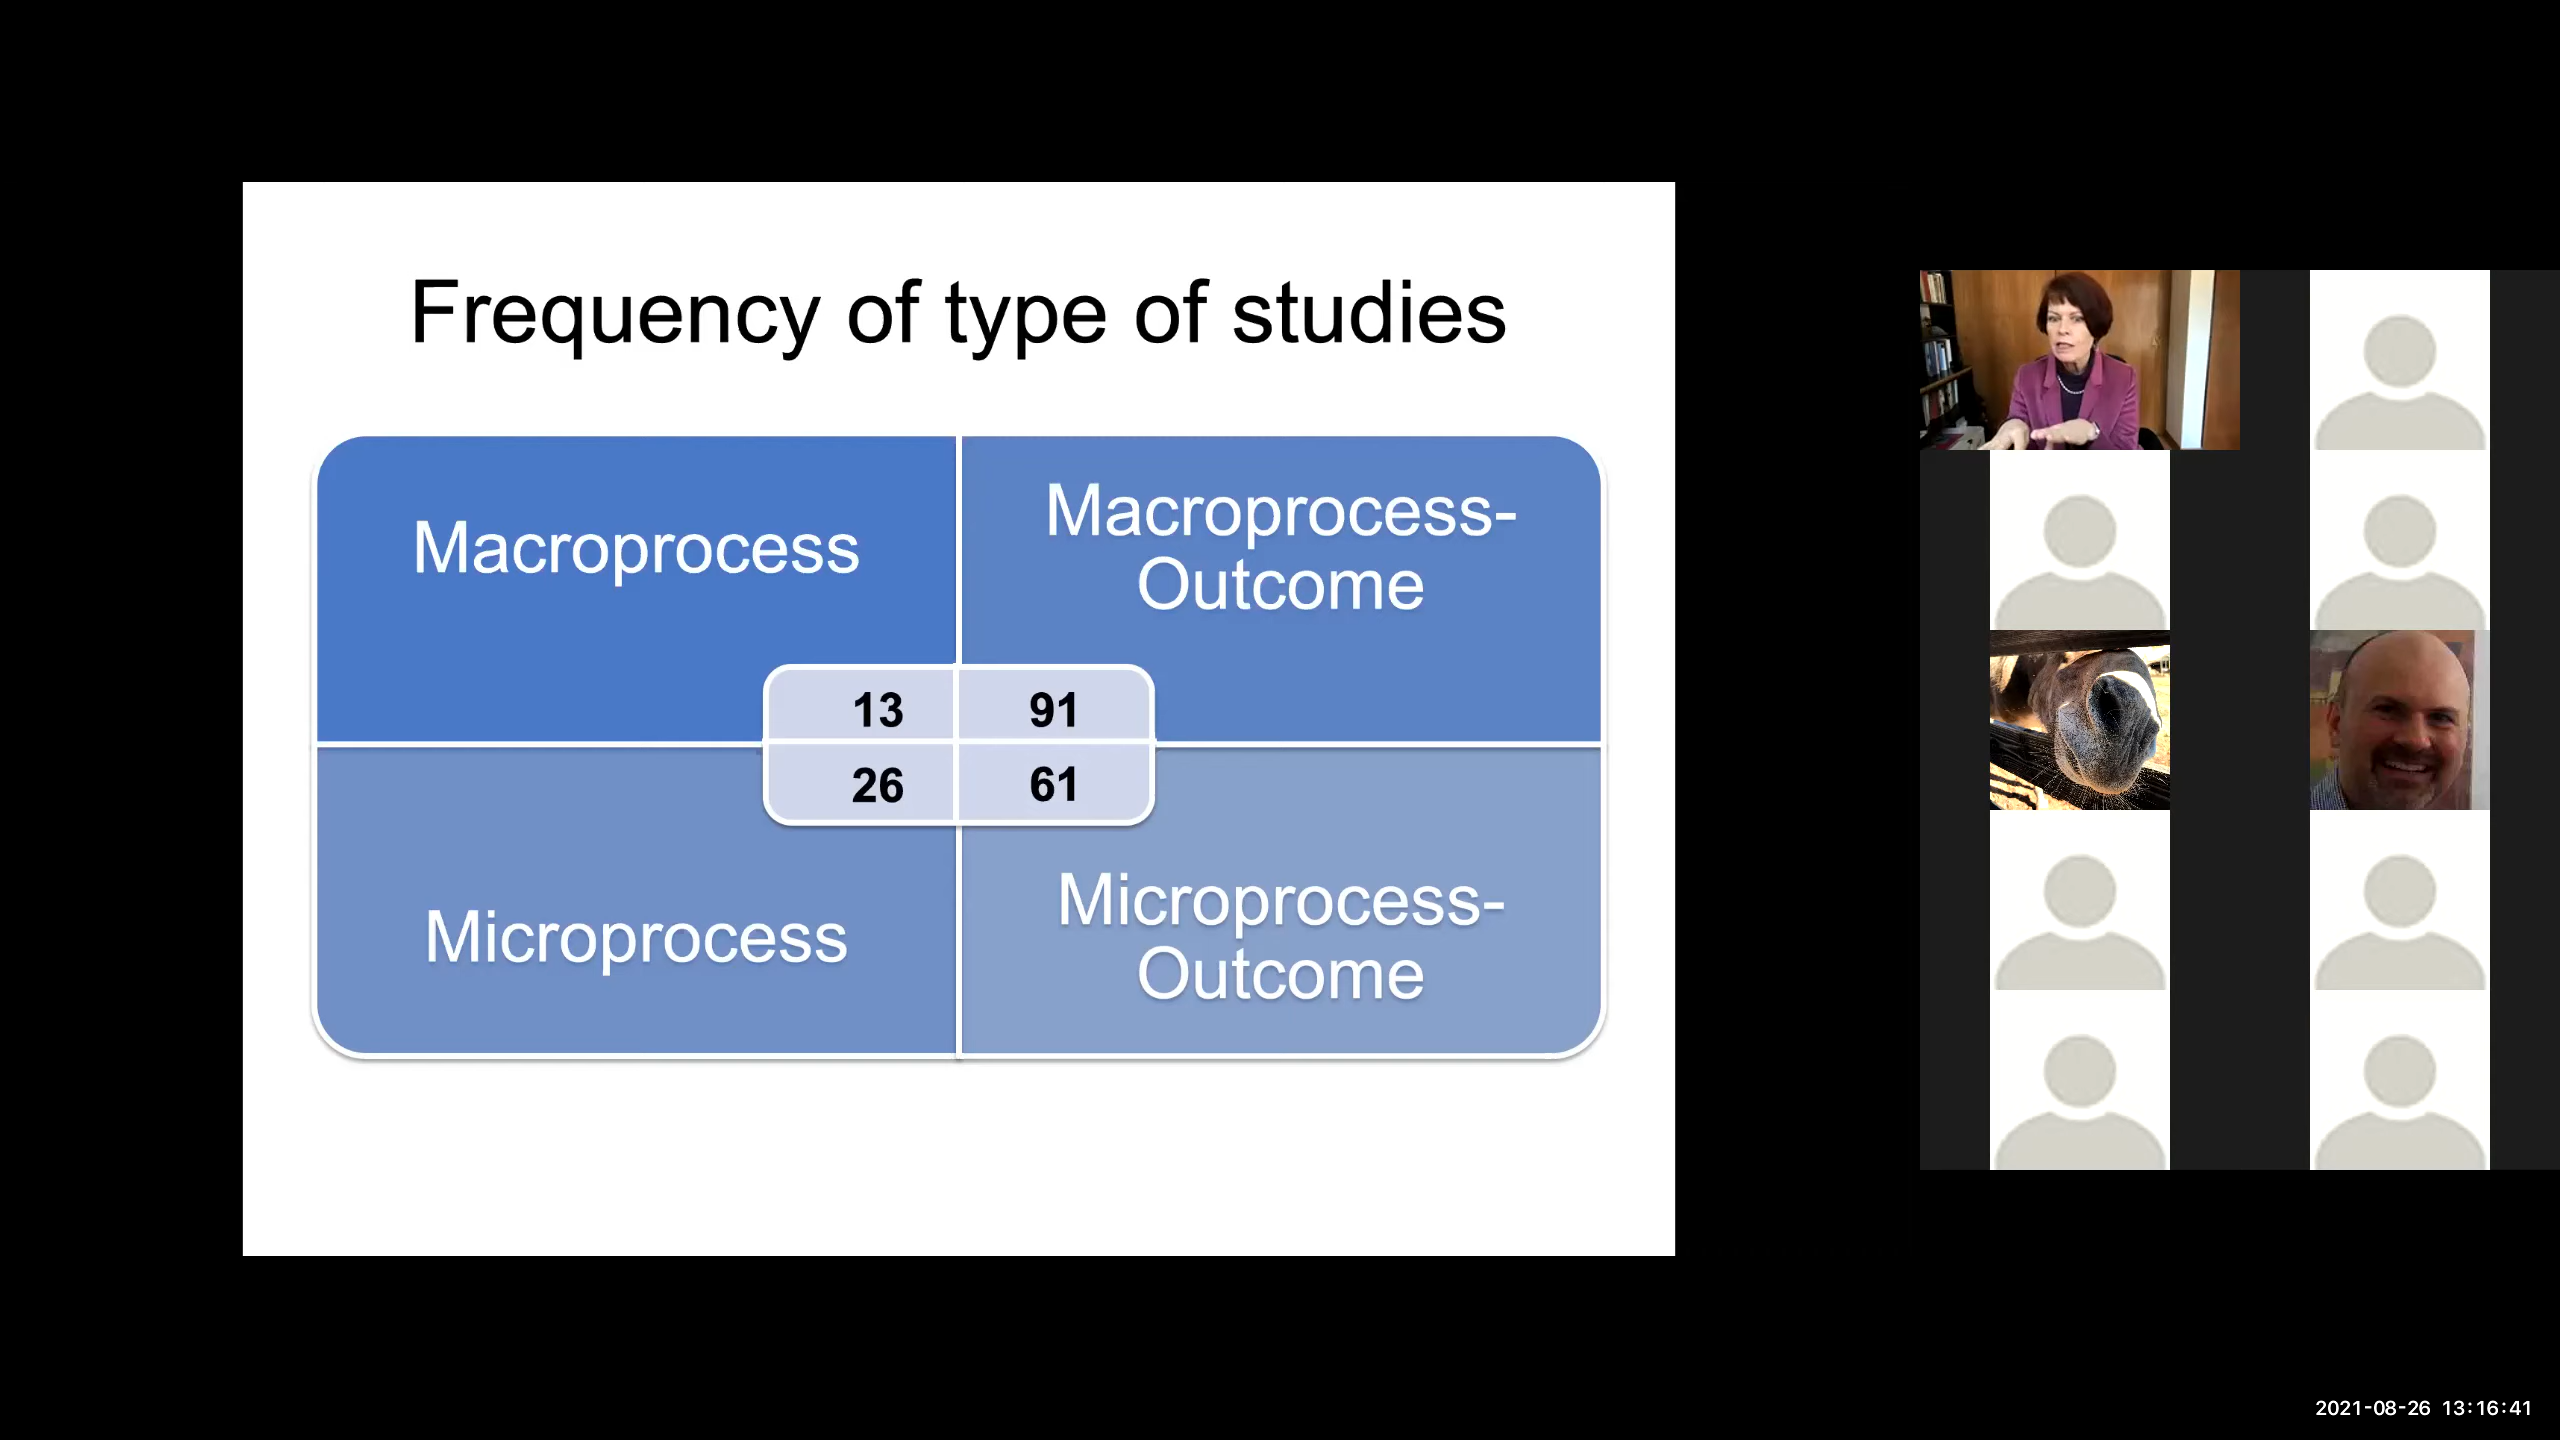 Frequency of type of studies
Macroprocess
Macroprocess-
Outcome
13 91
26 61
Microprocess
Microprocess-
Outcome
2021-08-26 13:16:41